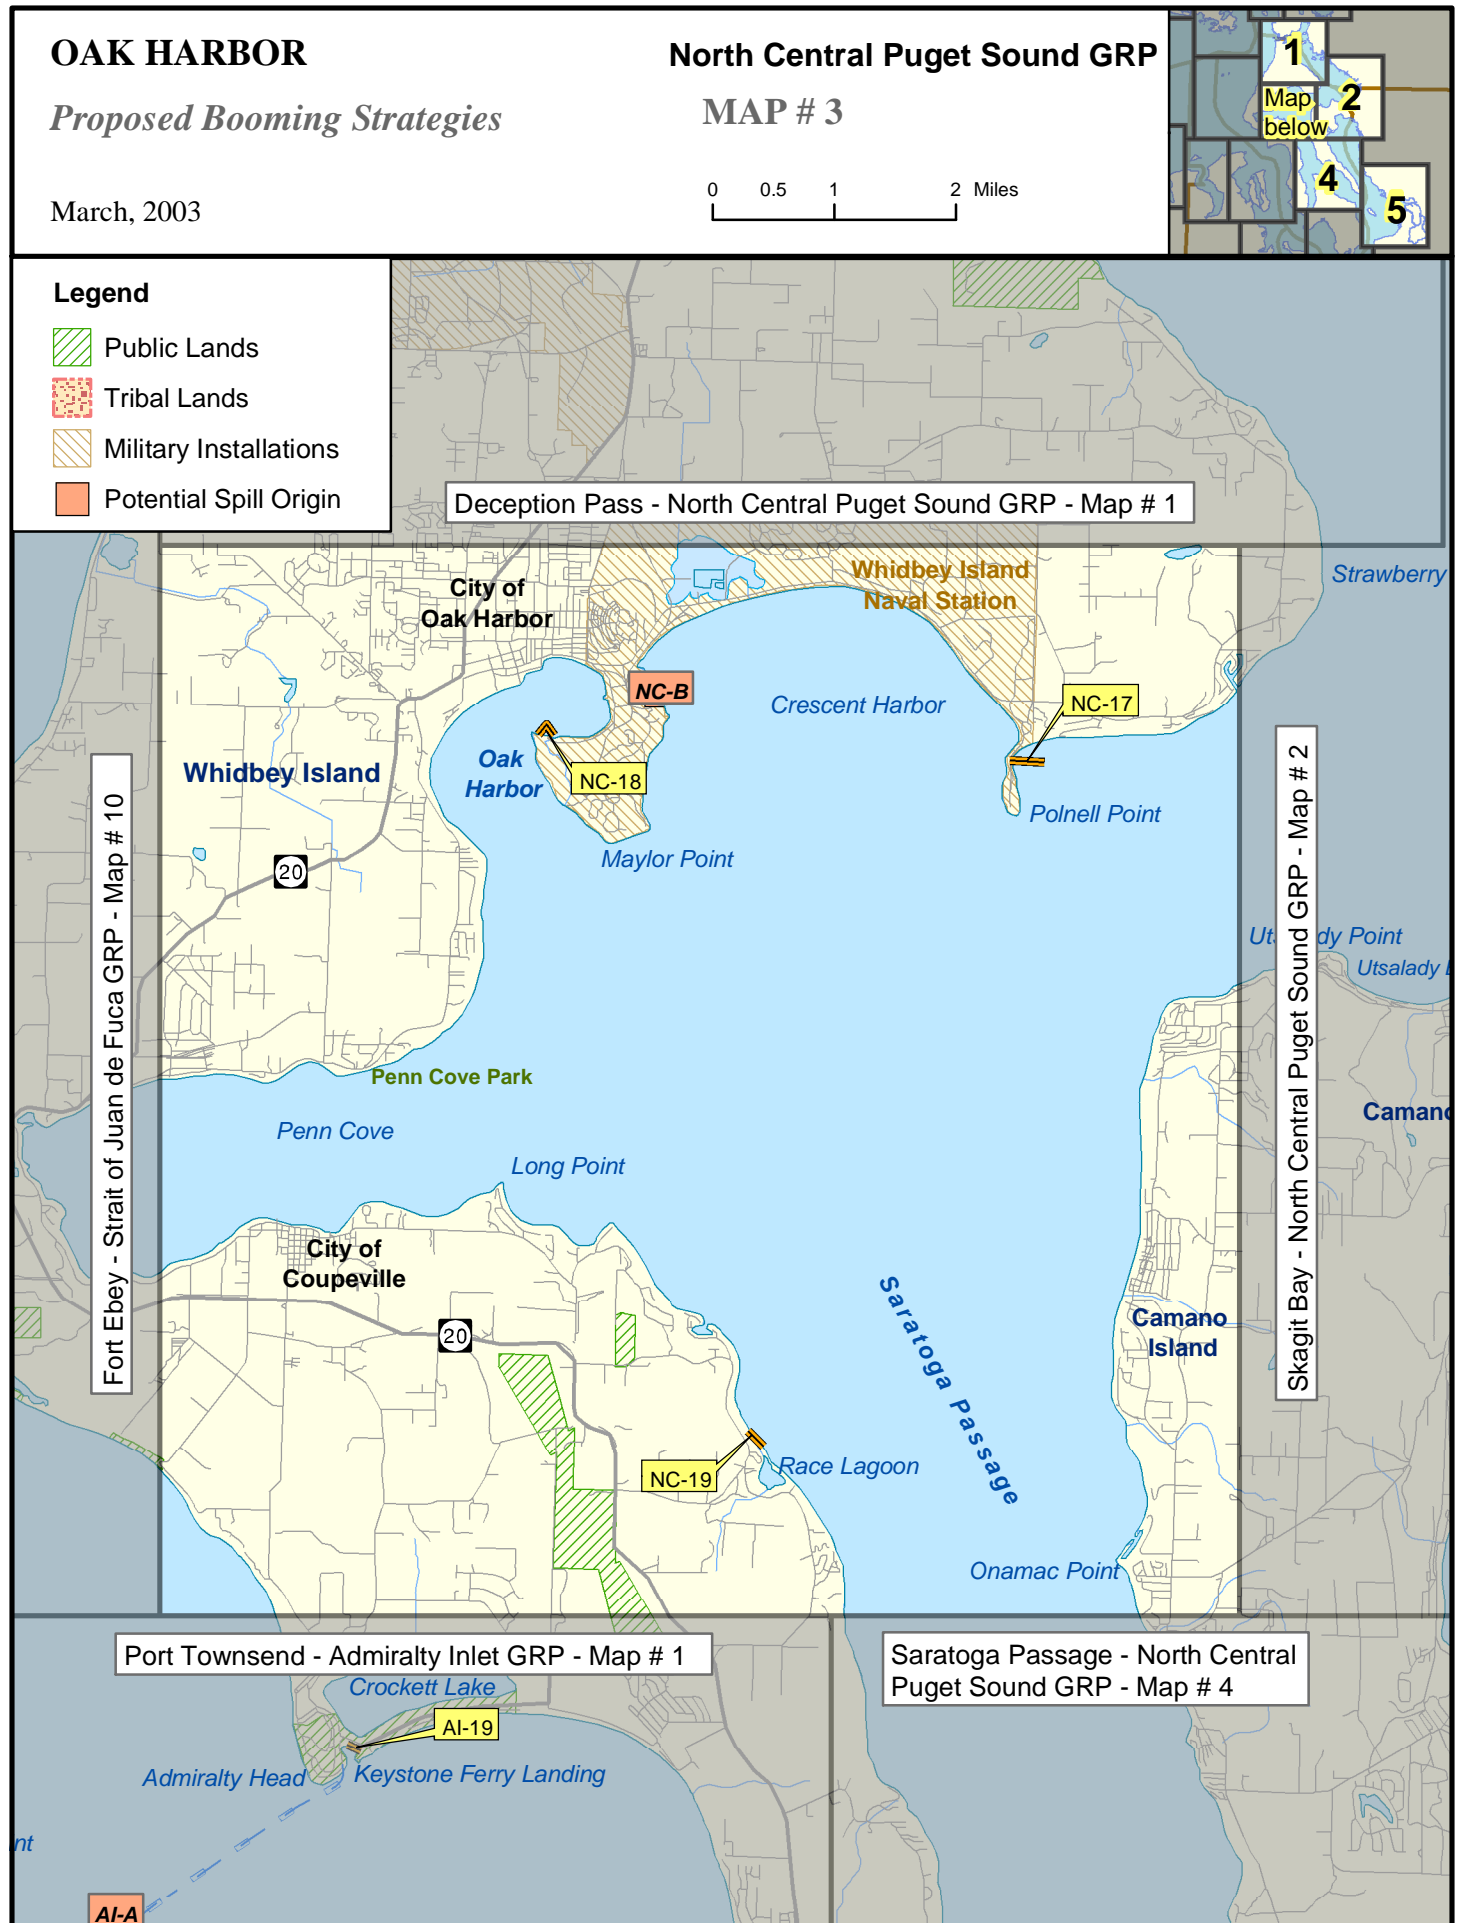 OAK HARBOR
North Central Puget Sound GRP
Proposed Booming Strategies
MAP # 3
March, 2003
0 0.5 1 2 Miles
1
2
Map
below
4
5
Legend
Public Lands
Tribal Lands
Military Installations
Potential Spill Origin
Deception Pass - North Central Puget Sound GRP - Map # 1
Strawberry
City of
Oak Harbor
Whidbey Island
Naval Station
NC-B
NC-17
Crescent Harbor
Oak
Harbor
NC-18
Whidbey Island
Polnell Point
Maylor Point
20
Fort Ebey - Strait of Juan de Fuca GRP - Map # 10
Skagit Bay - North Central Puget Sound GRP - Map # 2
Uts dy Point
Utsalady
Penn Cove Park
Camano
Penn Cove
Long Point
City of
Coupeville
20
Saratoga Passage
Camano
Island
NC-19
Race Lagoon
Onamac Point
Port Townsend - Admiralty Inlet GRP - Map # 1
Saratoga Passage - North Central
Puget Sound GRP - Map # 4
Crockett Lake
AI-19
Admiralty Head
Keystone Ferry Landing
nt
AI-A